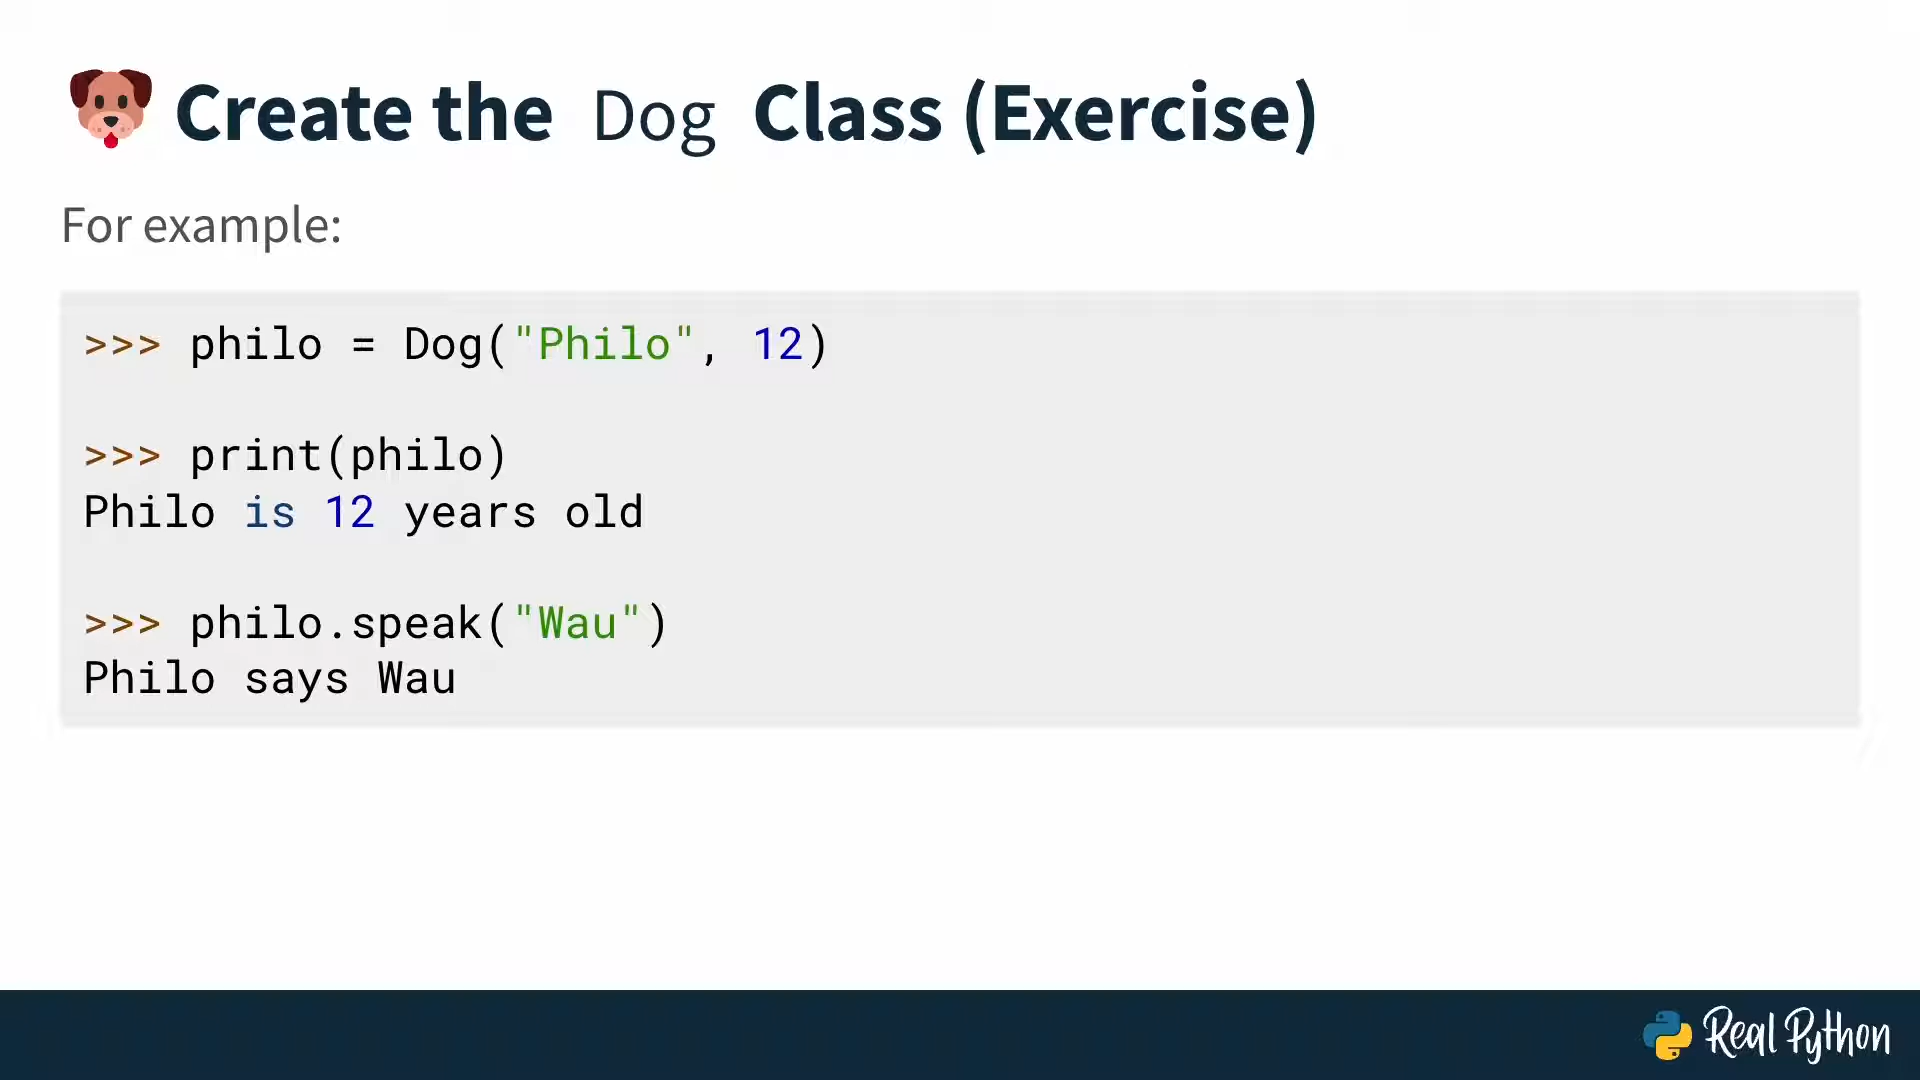 Create the Dog Class (Exercise)
For example:
>>> philo = Dog("Philo", 12)
>>> print(philo)
Philo is 12 years old
>>> philo.speak("Wau")
Philo says Wau
Real Python